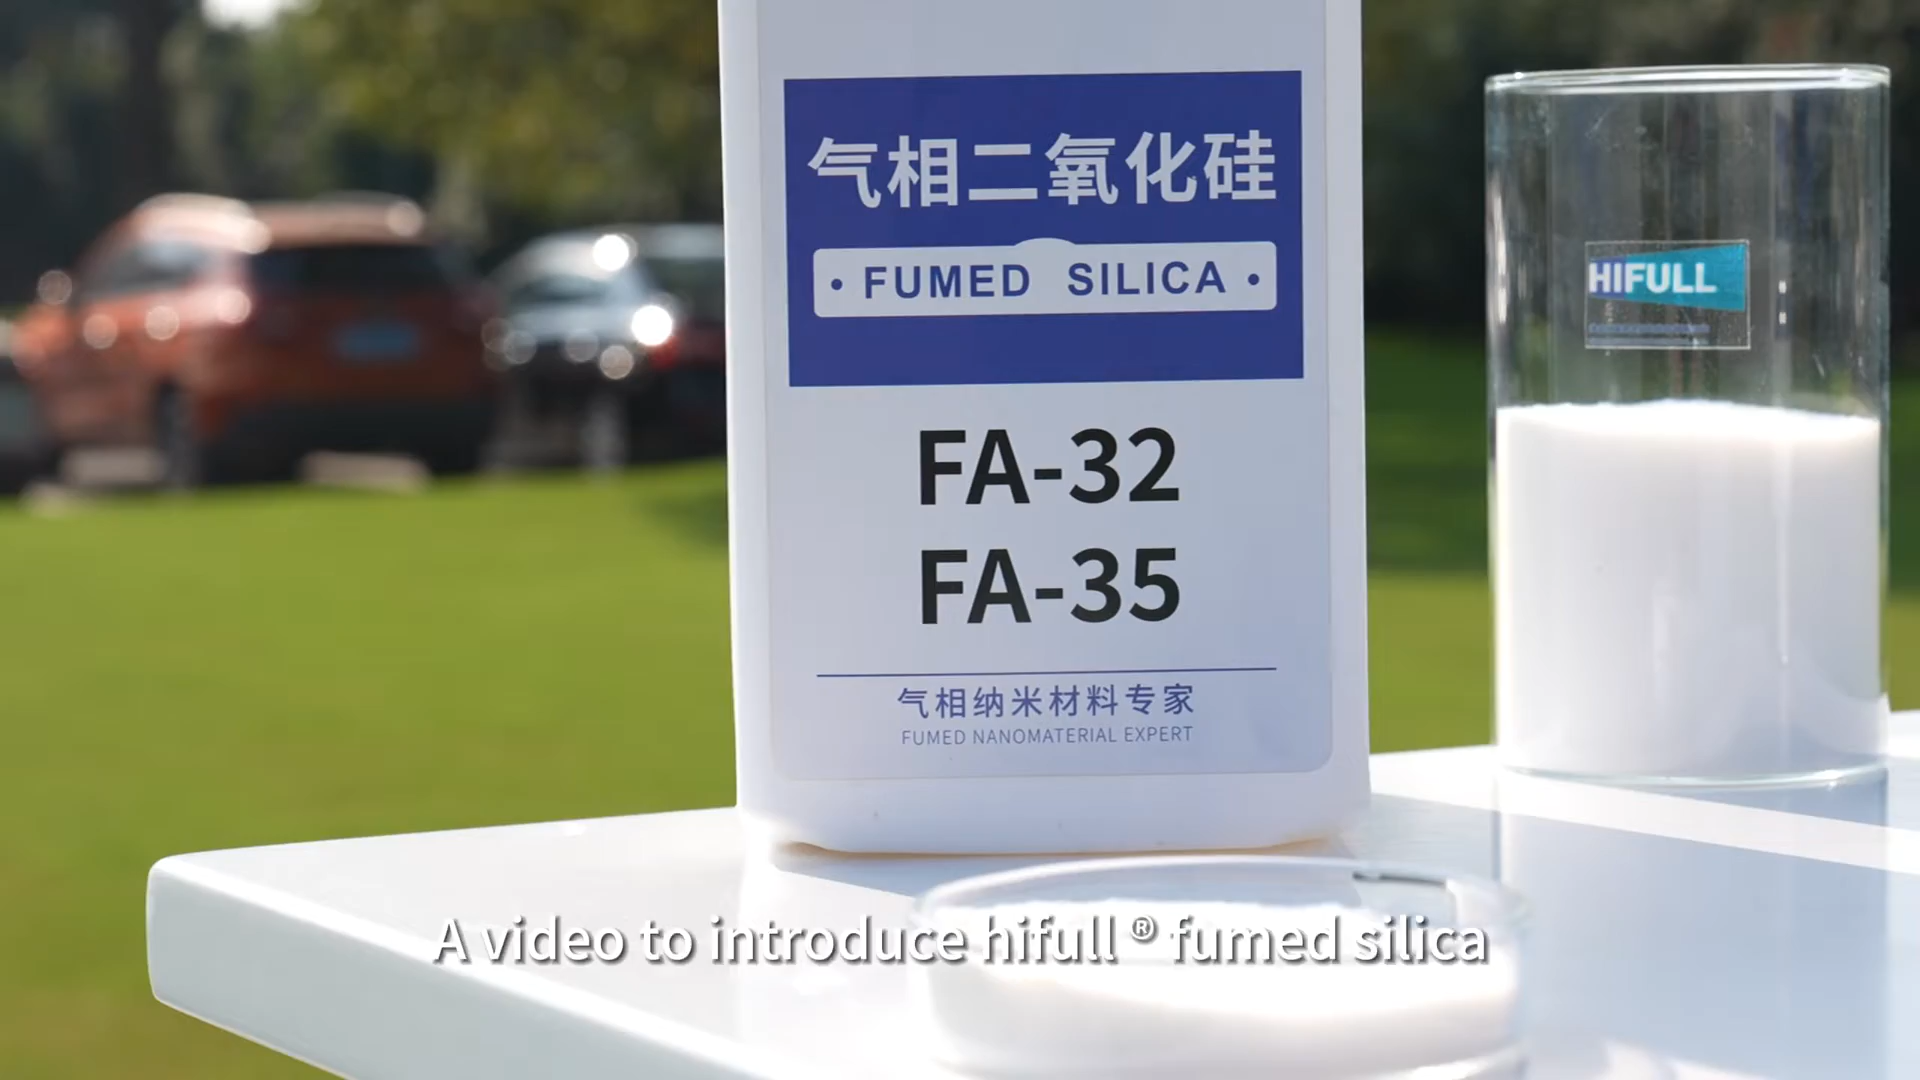 气相二氧化硅
• FUMED SILICA •
HIFULL
FA-32
FA-35
气相纳米材料专家
FUMED NANOMATERIAL EXPERT
A video to introduce hifull® fumed silica